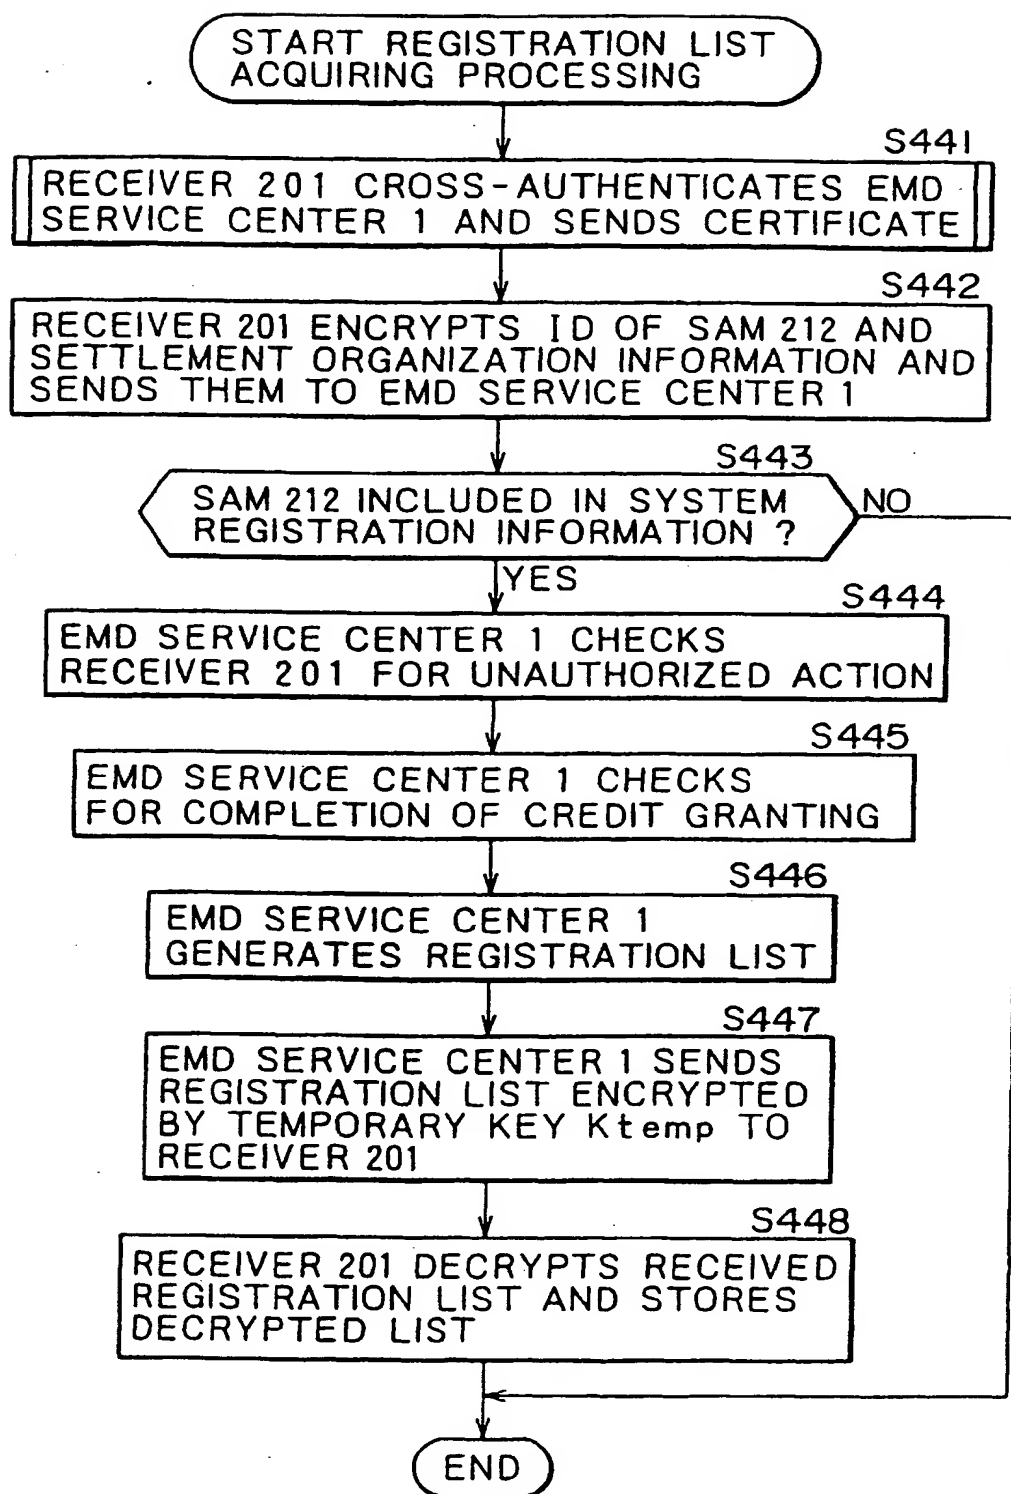 START REGISTRATION LIST
ACQUIRING PROCESSING
S441
RECEIVER 201 CROSS-AUTHENTICATES EMD
SERVICE CENTER 1 AND SENDS CERTIFICATE
S442
RECEIVER 201 ENCRYPTS ID OF SAM 212 AND
SETTLEMENT ORGANIZATION INFORMATION AND
SENDS THEM TO EMD SERVICE CENTER 1
S443
SAM 212 INCLUDED IN SYSTEM
REGISTRATION INFORMATION ?
NO
YES
S444
EMD SERVICE CENTER 1 CHECKS
RECEIVER 201 FOR UNAUTHORIZED ACTION
S445
EMD SERVICE CENTER 1 CHECKS
FOR COMPLETION OF CREDIT GRANTING
S446
EMD SERVICE CENTER 1
GENERATES REGISTRATION LIST
S447
EMD SERVICE CENTER 1 SENDS
REGISTRATION LIST ENCRYPTED
BY TEMPORARY KEY Ktemp TO
RECEIVER 201
S448
RECEIVER 201 DECRYPTS RECEIVED
REGISTRATION LIST AND STORES
DECRYPTED LIST
END